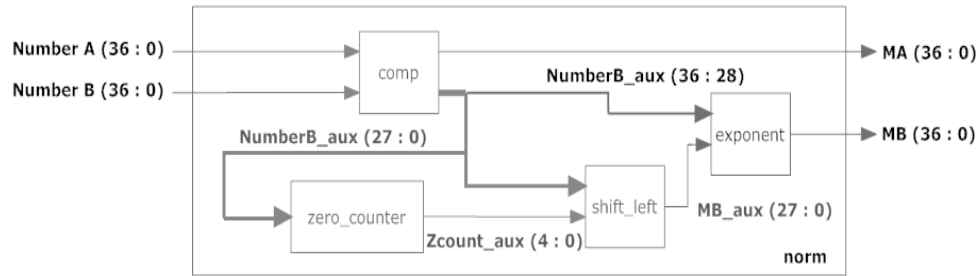 Number A (36 : 0)
MA (36 : 0)
comp
NumberB_aux (36 : 28)
Number B (36 : 0)
NumberB_aux (27 : 0)
exponent
MB (36 : 0)
zero_counter
shift_left
MB_aux (27 : 0)
Zcount_aux (4 : 0)
norm